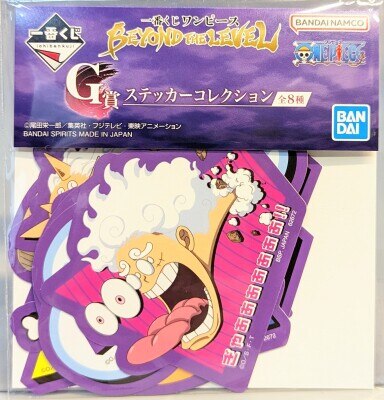 一番くじ
ichibankuji
一番くじ ワンピース
BEYOND THE LEVEL
BANDAI NAMCO
ONE PIECE
G賞 ステッカーコレクション 全8種
©尾田栄一郎／集英社・フジテレビ・東映アニメーション
BANDAI SPIRITS MADE IN JAPAN
BAN
DAI
BSP JAPAN
©O/S･F･T